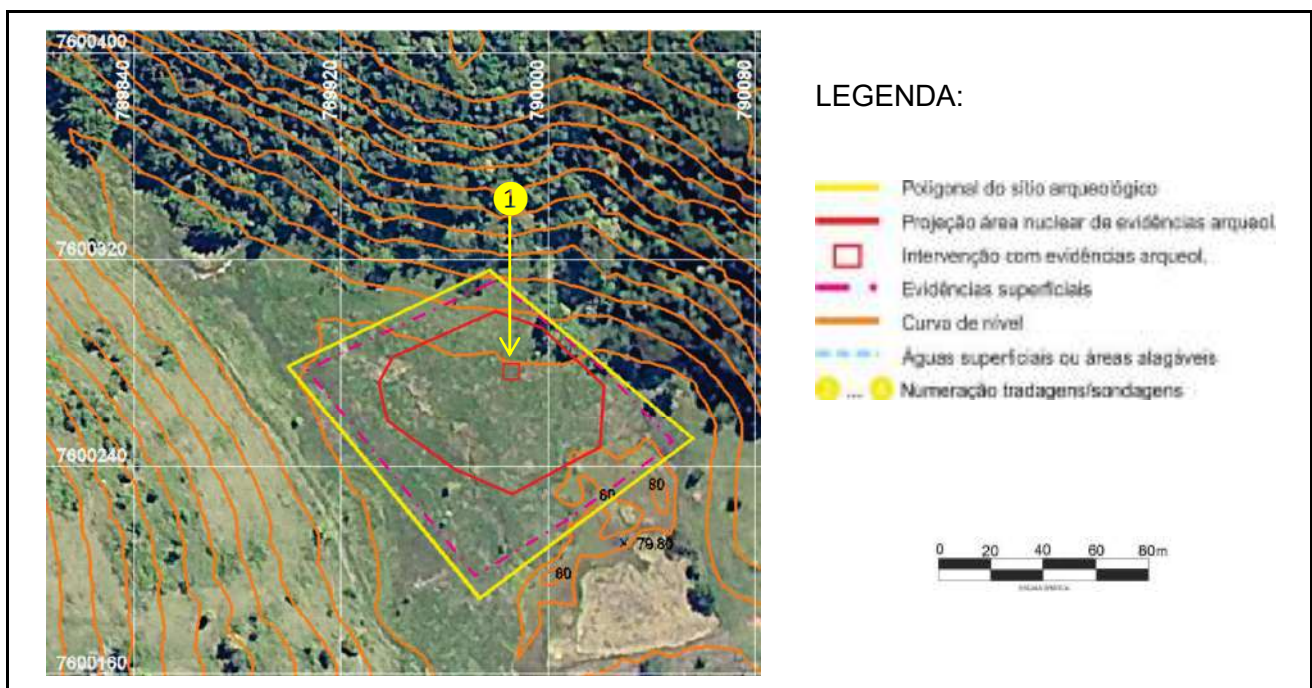 7600400
789840
789920
790000
790080
1
7600320
7600240
60
80
79.80
60
7600160
LEGENDA:
Poligonal do sítio arqueológico
Projeção área nuclear de evidências arqueol.
Intervenção com evidências arqueol.
Evidências superficiais
Curva de nível
Águas superficiais ou áreas alagáveis
... Numeração tradagens/sondagens
0 20 40 60 80m